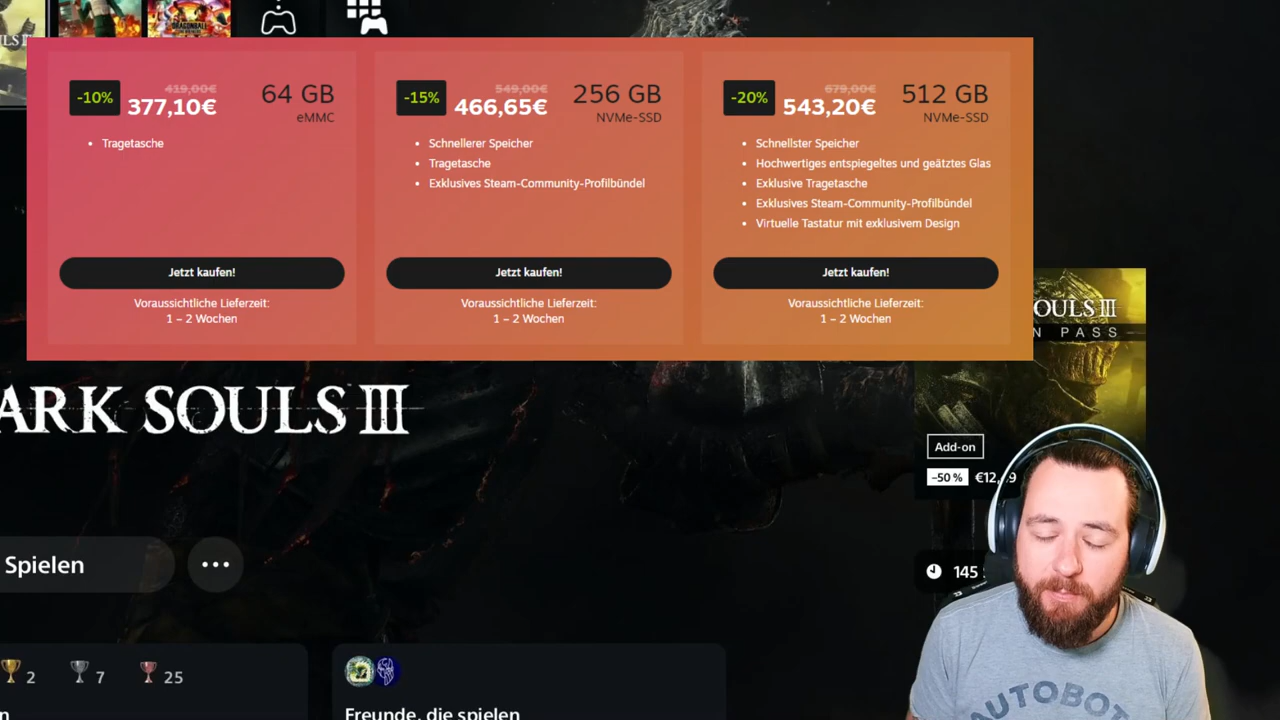 -10%
419,00€
377,10€
64 GB
eMMC
Tragetasche
Jetzt kaufen!
Voraussichtliche Lieferzeit:
1 – 2 Wochen
-15%
549,00€
466,65€
256 GB
NVMe-SSD
Schnellerer Speicher
Tragetasche
Exklusives Steam-Community-Profilbündel
Jetzt kaufen!
Voraussichtliche Lieferzeit:
1 – 2 Wochen
-20%
679,00€
543,20€
512 GB
NVMe-SSD
Schnellster Speicher
Hochwertiges entspiegeltes und geätztes Glas
Exklusive Tragetasche
Exklusives Steam-Community-Profilbündel
Virtuelle Tastatur mit exklusivem Design
Jetzt kaufen!
Voraussichtliche Lieferzeit:
1 – 2 Wochen
OULS III
N PASS
ARK SOULS III
Add-on
-50 %
Spielen
145
2 7 25
Freunde, die spielen
AUTOBOT